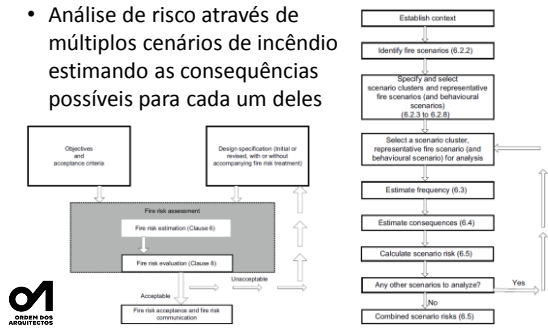 • Análise de risco através de
múltiplos cenários de incêndio
estimando as consequências
possíveis para cada um deles
Objectives
and
acceptance criteria
Design specification (Initial or
revised, with or without
accompanying fire risk treatment)
Fire risk assessment
Fire risk estimation (Clause 6)
Fire risk evaluation (Clause 8)
Unacceptable
Acceptable
Fire risk acceptance and fire risk
communication
ORDEM DOS
ARQUITECTOS
Establish context
Identify fire scenarios (6.2.2)
Specify and select
scenario clusters and representative
fire scenarios (and behavioural
scenarios)
(6.2.3 to 6.2.8)
Select a scenario cluster,
representative fire scenario (and
behavioural scenario) for analysis
Estimate frequency (6.3)
Estimate consequences (6.4)
Calculate scenario risk (6.5)
Any other scenarios to analyze?
Yes
No
Combined scenario risks (6.5)